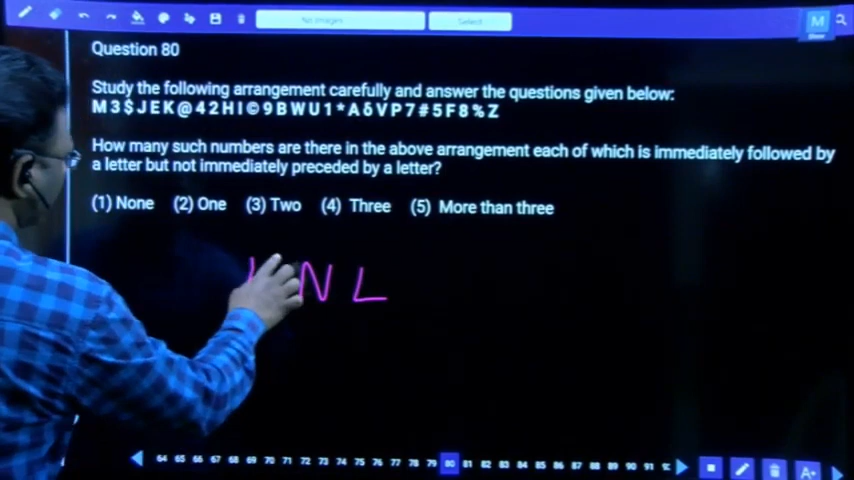 No Images Select M
Question 80
Study the following arrangement carefully and answer the questions given below:
M 3 $ J E K @ 4 2 H I © 9 B W U 1 * A δ V P 7 # 5 F 8 % Z
How many such numbers are there in the above arrangement each of which is immediately followed by
a letter but not immediately preceded by a letter?
(1) None (2) One (3) Two (4) Three (5) More than three
N L
64 65 66 67 68 69 70 71 72 73 74 75 76 77 78 79 80 81 82 83 84 85 86 87 88 89 90 91
A+